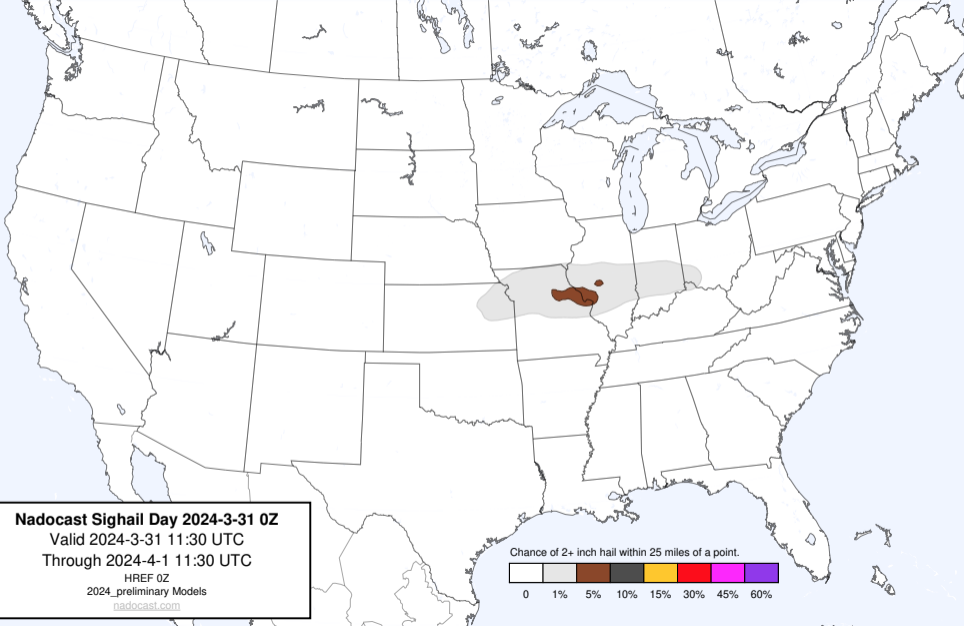 Nadocast Sighail Day 2024-3-31 0Z
Valid 2024-3-31 11:30 UTC
Through 2024-4-1 11:30 UTC
HREF 0Z
2024_preliminary Models
nadocast.com
Chance of 2+ inch hail within 25 miles of a point.
0 1% 5% 10% 15% 30% 45% 60%